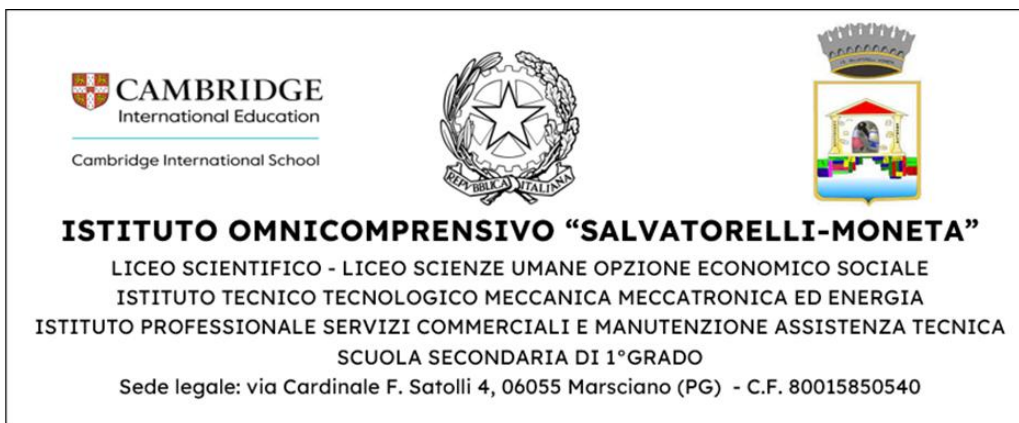 CAMBRIDGE
International Education
Cambridge International School
REPVBBLICA ITALIANA
ISTITUTO OMNICOMPRENSIVO “SALVATORELLI-MONETA”
LICEO SCIENTIFICO - LICEO SCIENZE UMANE OPZIONE ECONOMICO SOCIALE
ISTITUTO TECNICO TECNOLOGICO MECCANICA MECCATRONICA ED ENERGIA
ISTITUTO PROFESSIONALE SERVIZI COMMERCIALI E MANUTENZIONE ASSISTENZA TECNICA
SCUOLA SECONDARIA DI 1°GRADO
Sede legale: via Cardinale F. Satolli 4, 06055 Marsciano (PG)  - C.F. 80015850540